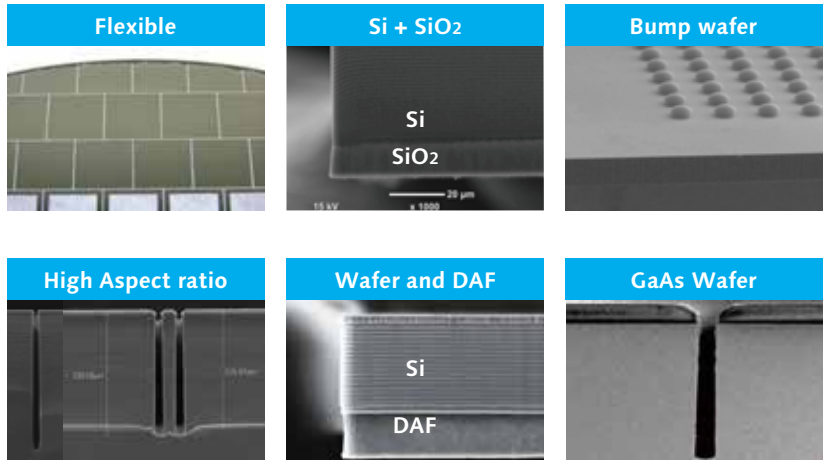 Flexible
Si + SiO2
Bump wafer
Si
SiO2
20 µm
15 kV
x 1000
High Aspect ratio
Wafer and DAF
GaAs Wafer
Si
DAF